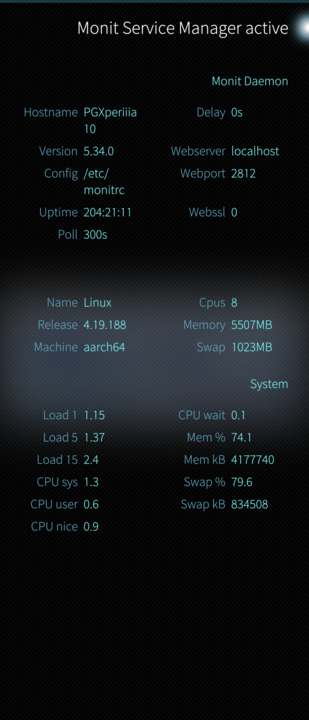 Monit Service Manager active
Monit Daemon
Hostname PGXperiiia Delay 0s
10
Version 5.34.0 Webserver localhost
Config /etc/ Webport 2812
monitrc
Uptime 204:21:11 Webssl 0
Poll 300s
Name Linux Cpus 8
Release 4.19.188 Memory 5507MB
Machine aarch64 Swap 1023MB
System
Load 1 1.15 CPU wait 0.1
Load 5 1.37 Mem % 74.1
Load 15 2.4 Mem kB 4177740
CPU sys 1.3 Swap % 79.6
CPU user 0.6 Swap kB 834508
CPU nice 0.9